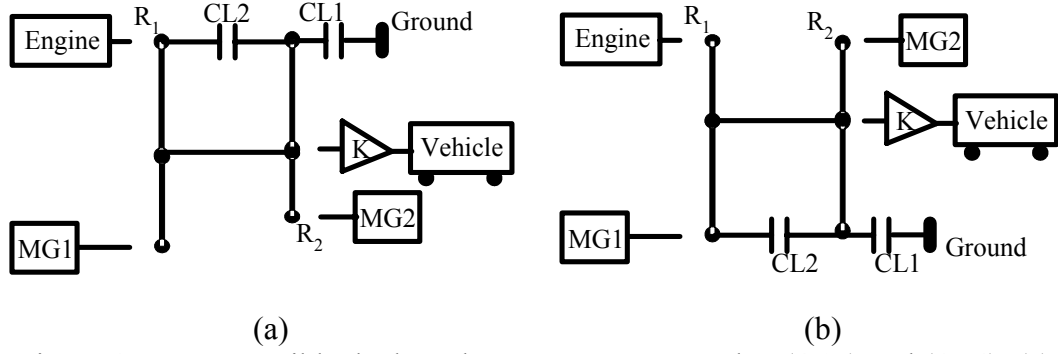 R1
CL2
CL1
Ground
Engine
K
Vehicle
MG1
R2
MG2
(a)
R1
R2
Engine
MG2
K
Vehicle
MG1
CL2
CL1
Ground
(b)